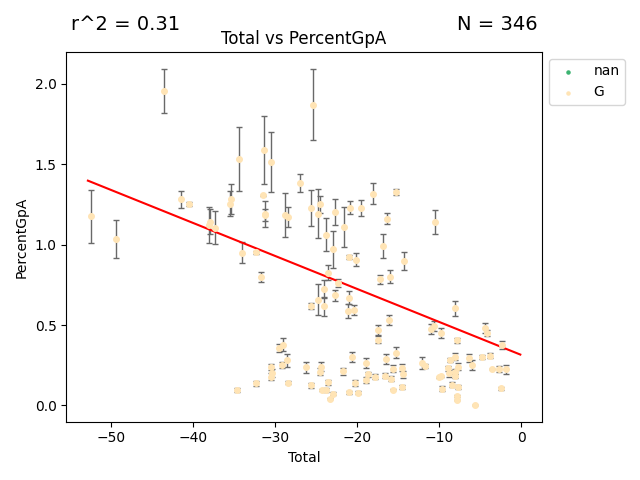 r^2 = 0.31
N = 346
Total vs PercentGpA
nan
G
PercentGpA
2.0
1.5
1.0
0.5
0.0
−50
−40
−30
−20
−10
0
Total